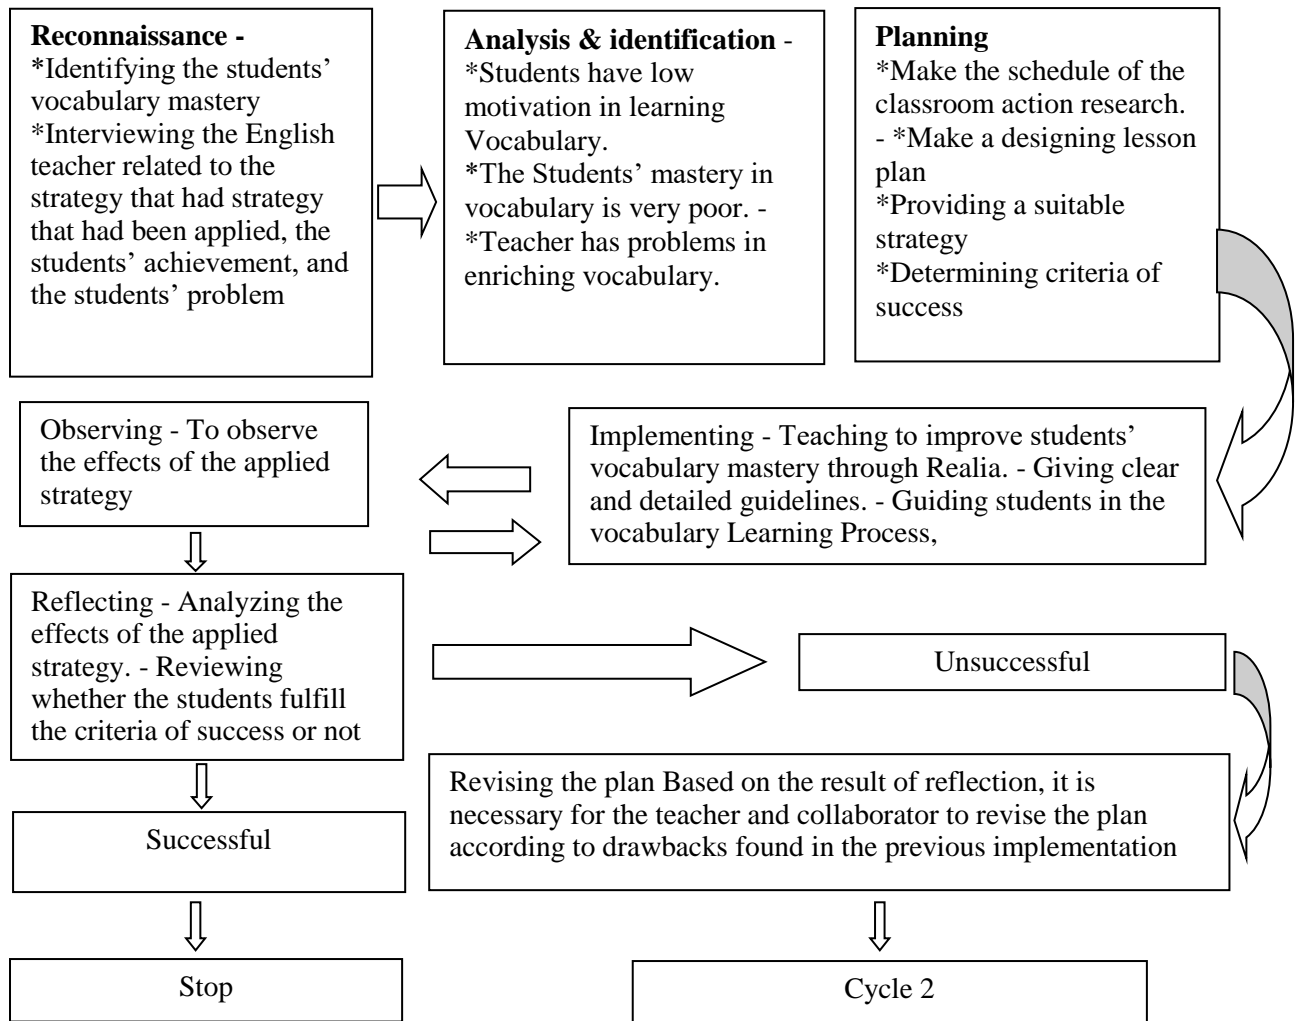 Reconnaissance -
*Identifying the students’
vocabulary mastery
*Interviewing the English
teacher related to the
strategy that had strategy
that had been applied, the
students’ achievement, and
the students’ problem
Analysis & identification -
*Students have low
motivation in learning
Vocabulary.
*The Students’ mastery in
vocabulary is very poor. -
*Teacher has problems in
enriching vocabulary.
Planning
*Make the schedule of the
classroom action research.
- *Make a designing lesson
plan
*Providing a suitable
strategy
*Determining criteria of
success
Observing - To observe
the effects of the applied
strategy
Implementing - Teaching to improve students’
vocabulary mastery through Realia. - Giving clear
and detailed guidelines. - Guiding students in the
vocabulary Learning Process,
Reflecting - Analyzing the
effects of the applied
strategy. - Reviewing
whether the students fulfill
the criteria of success or not
Unsuccessful
Revising the plan Based on the result of reflection, it is
necessary for the teacher and collaborator to revise the plan
according to drawbacks found in the previous implementation
Successful
Stop
Cycle 2